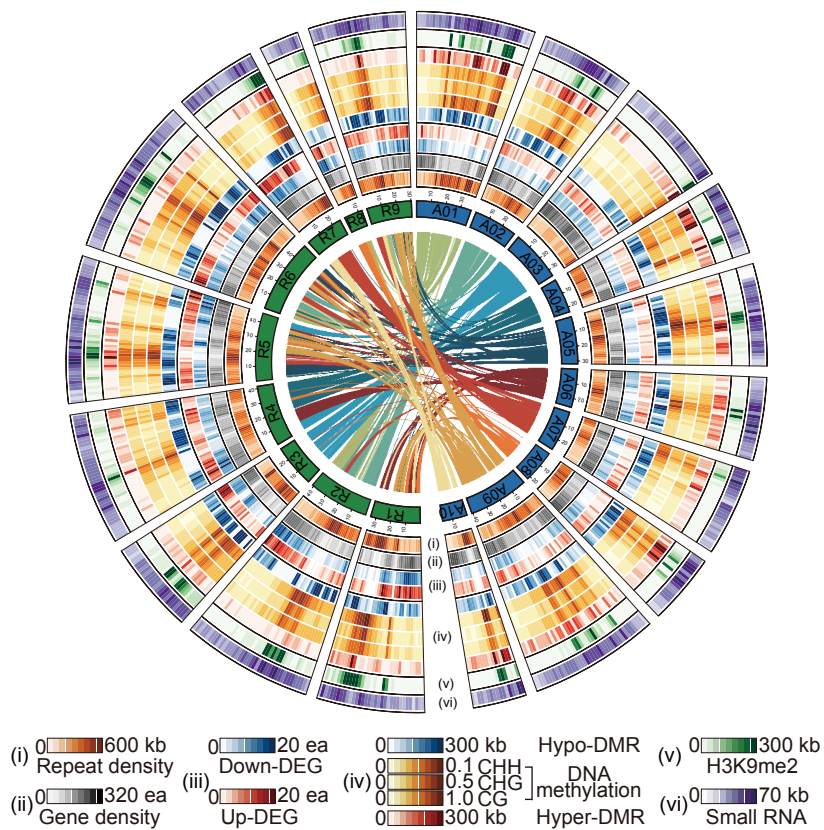 R7 R8 R9 A01 A02
R6 A03
A04
R5 A05
R4 A06
A07
R3 A08
R2 R1 A10 A09
(i)
(ii)
(iii)
(iv)
(v)
(vi)
(i) 0 600 kb
Repeat density
(ii) 0 320 ea
Gene density
(iii)
0 20 ea
Down-DEG
0 20 ea
Up-DEG
(iv)
0 300 kb Hypo-DMR
0 0.1 CHH
0 0.5 CHG
0 1.0 CG
DNA
methylation
0 300 kb Hyper-DMR
(v) 0 300 kb
H3K9me2
(vi) 0 70 kb
Small RNA